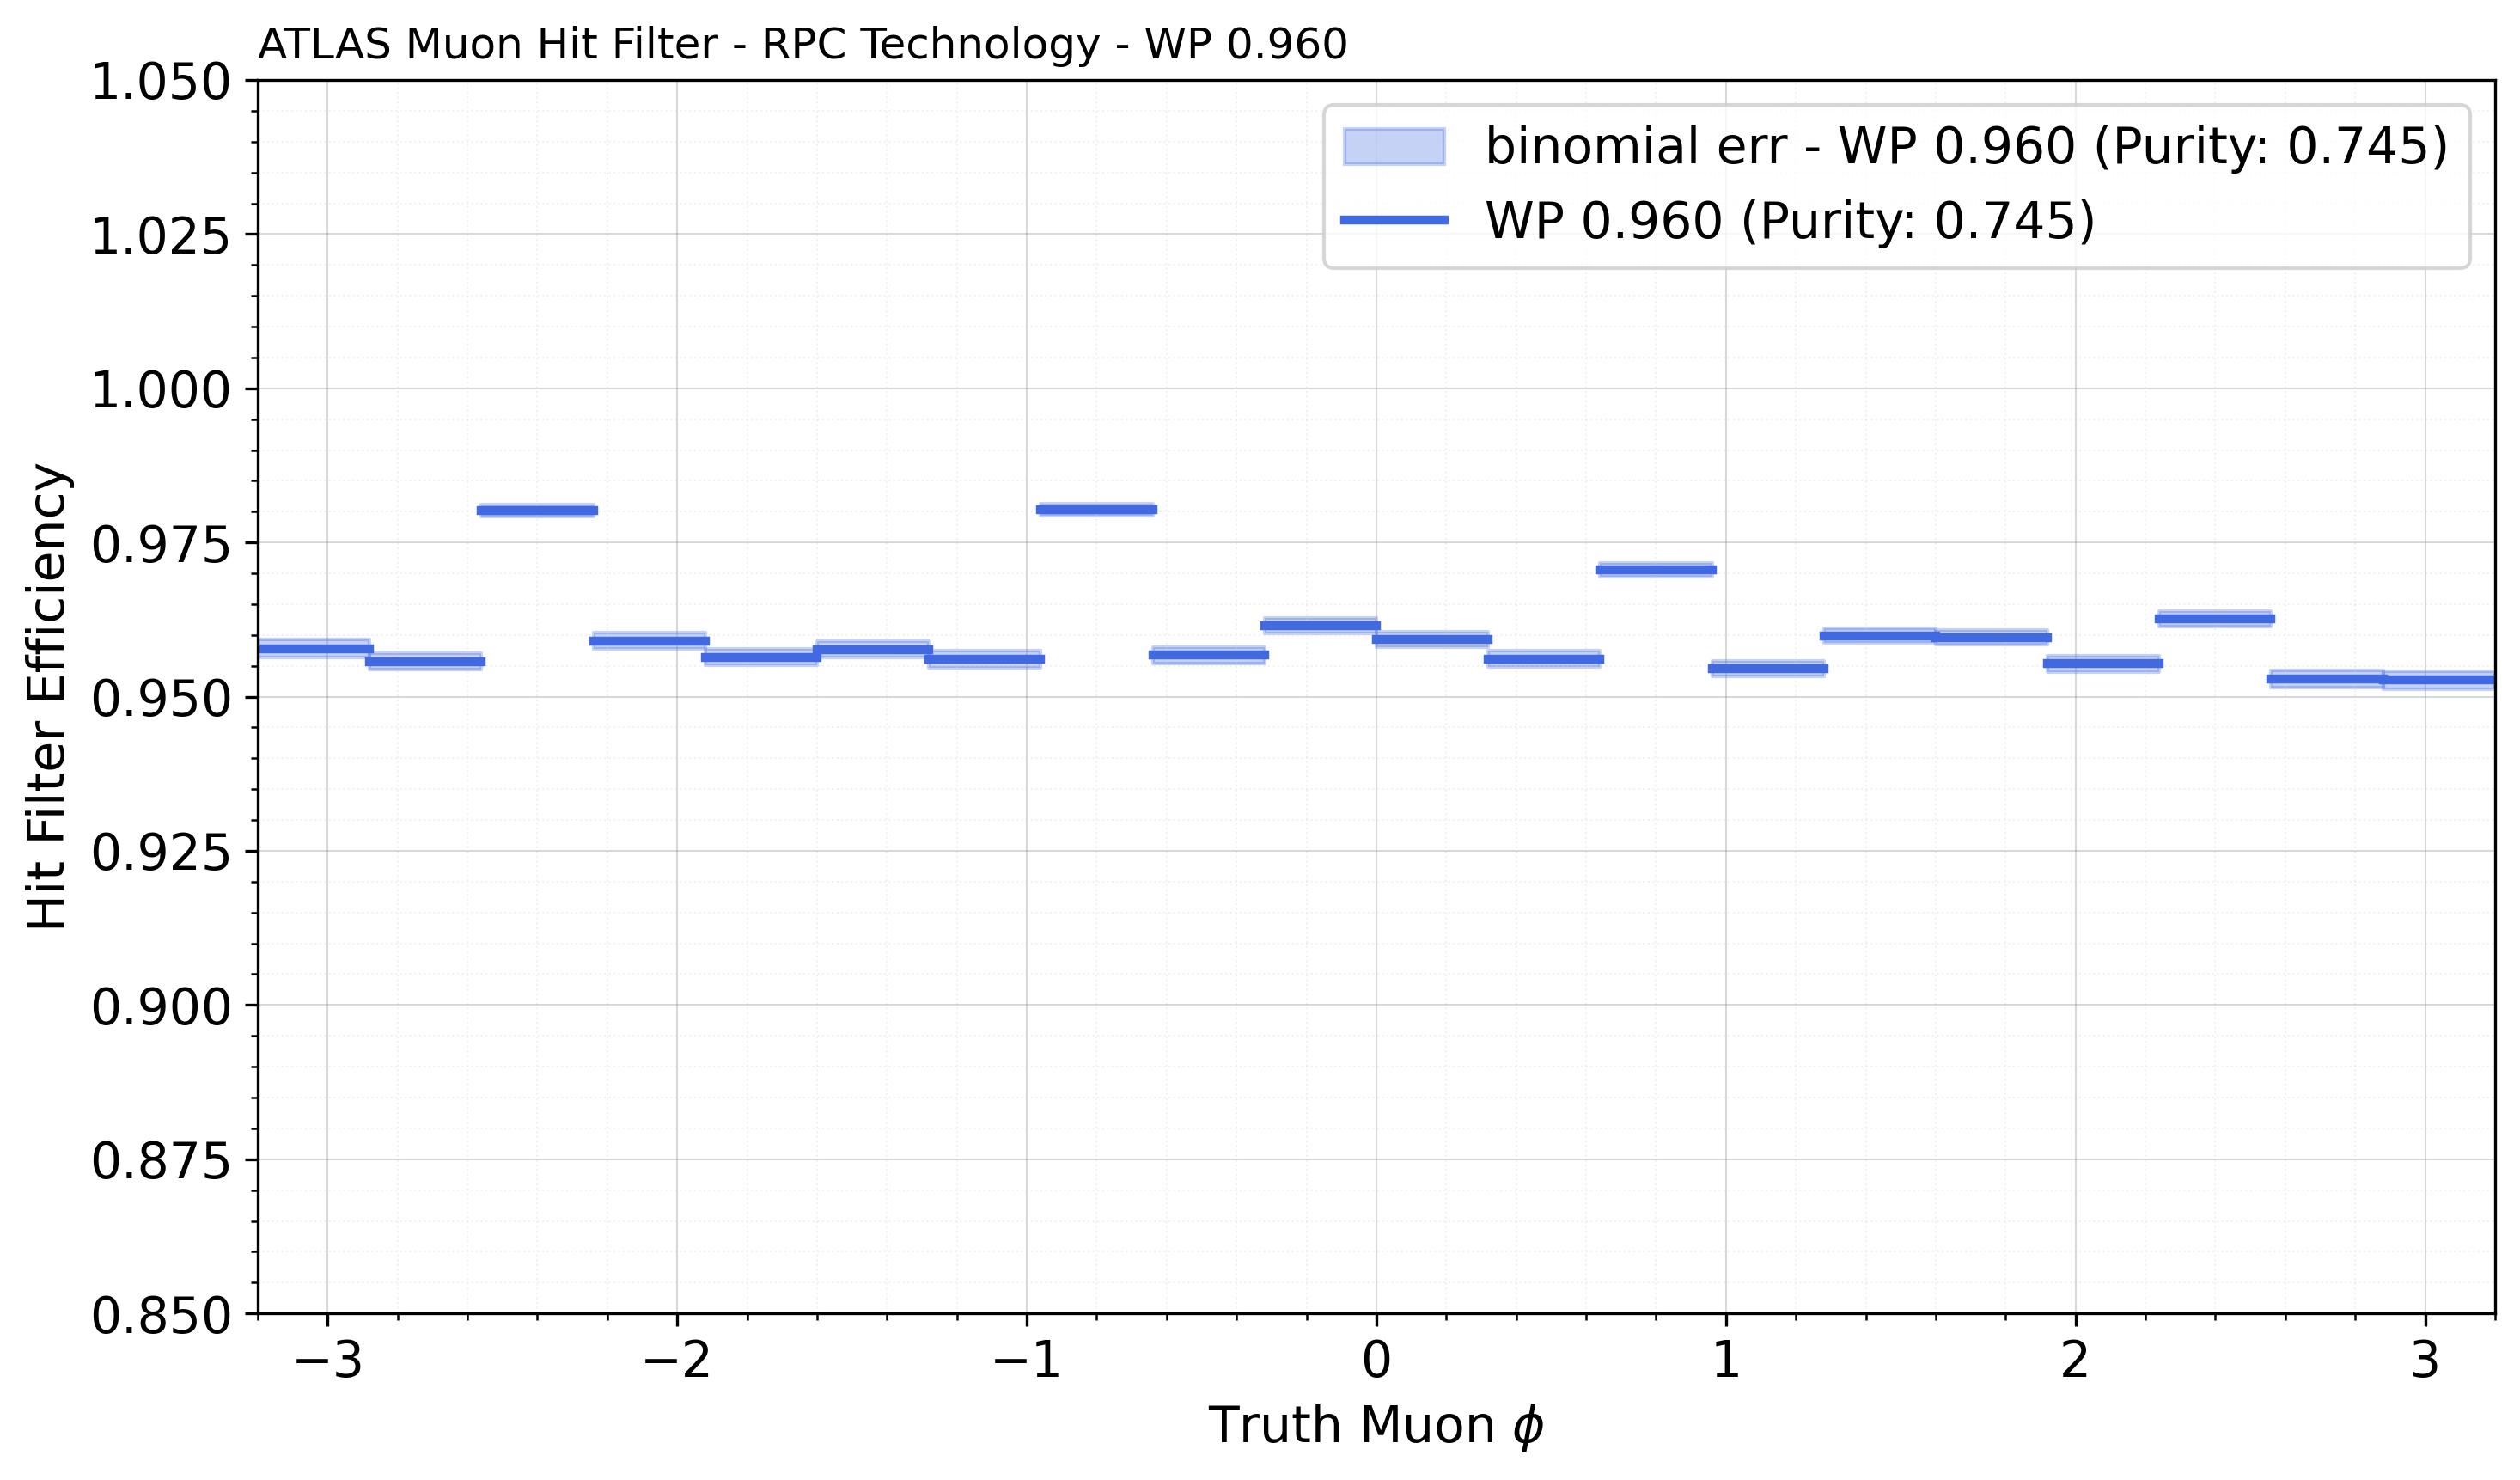 ATLAS Muon Hit Filter - RPC Technology - WP 0.960
binomial err - WP 0.960 (Purity: 0.745)
WP 0.960 (Purity: 0.745)
Hit Filter Efficiency
1.050
1.025
1.000
0.975
0.950
0.925
0.900
0.875
0.850
−3 −2 −1 0 1 2 3
Truth Muon ϕ